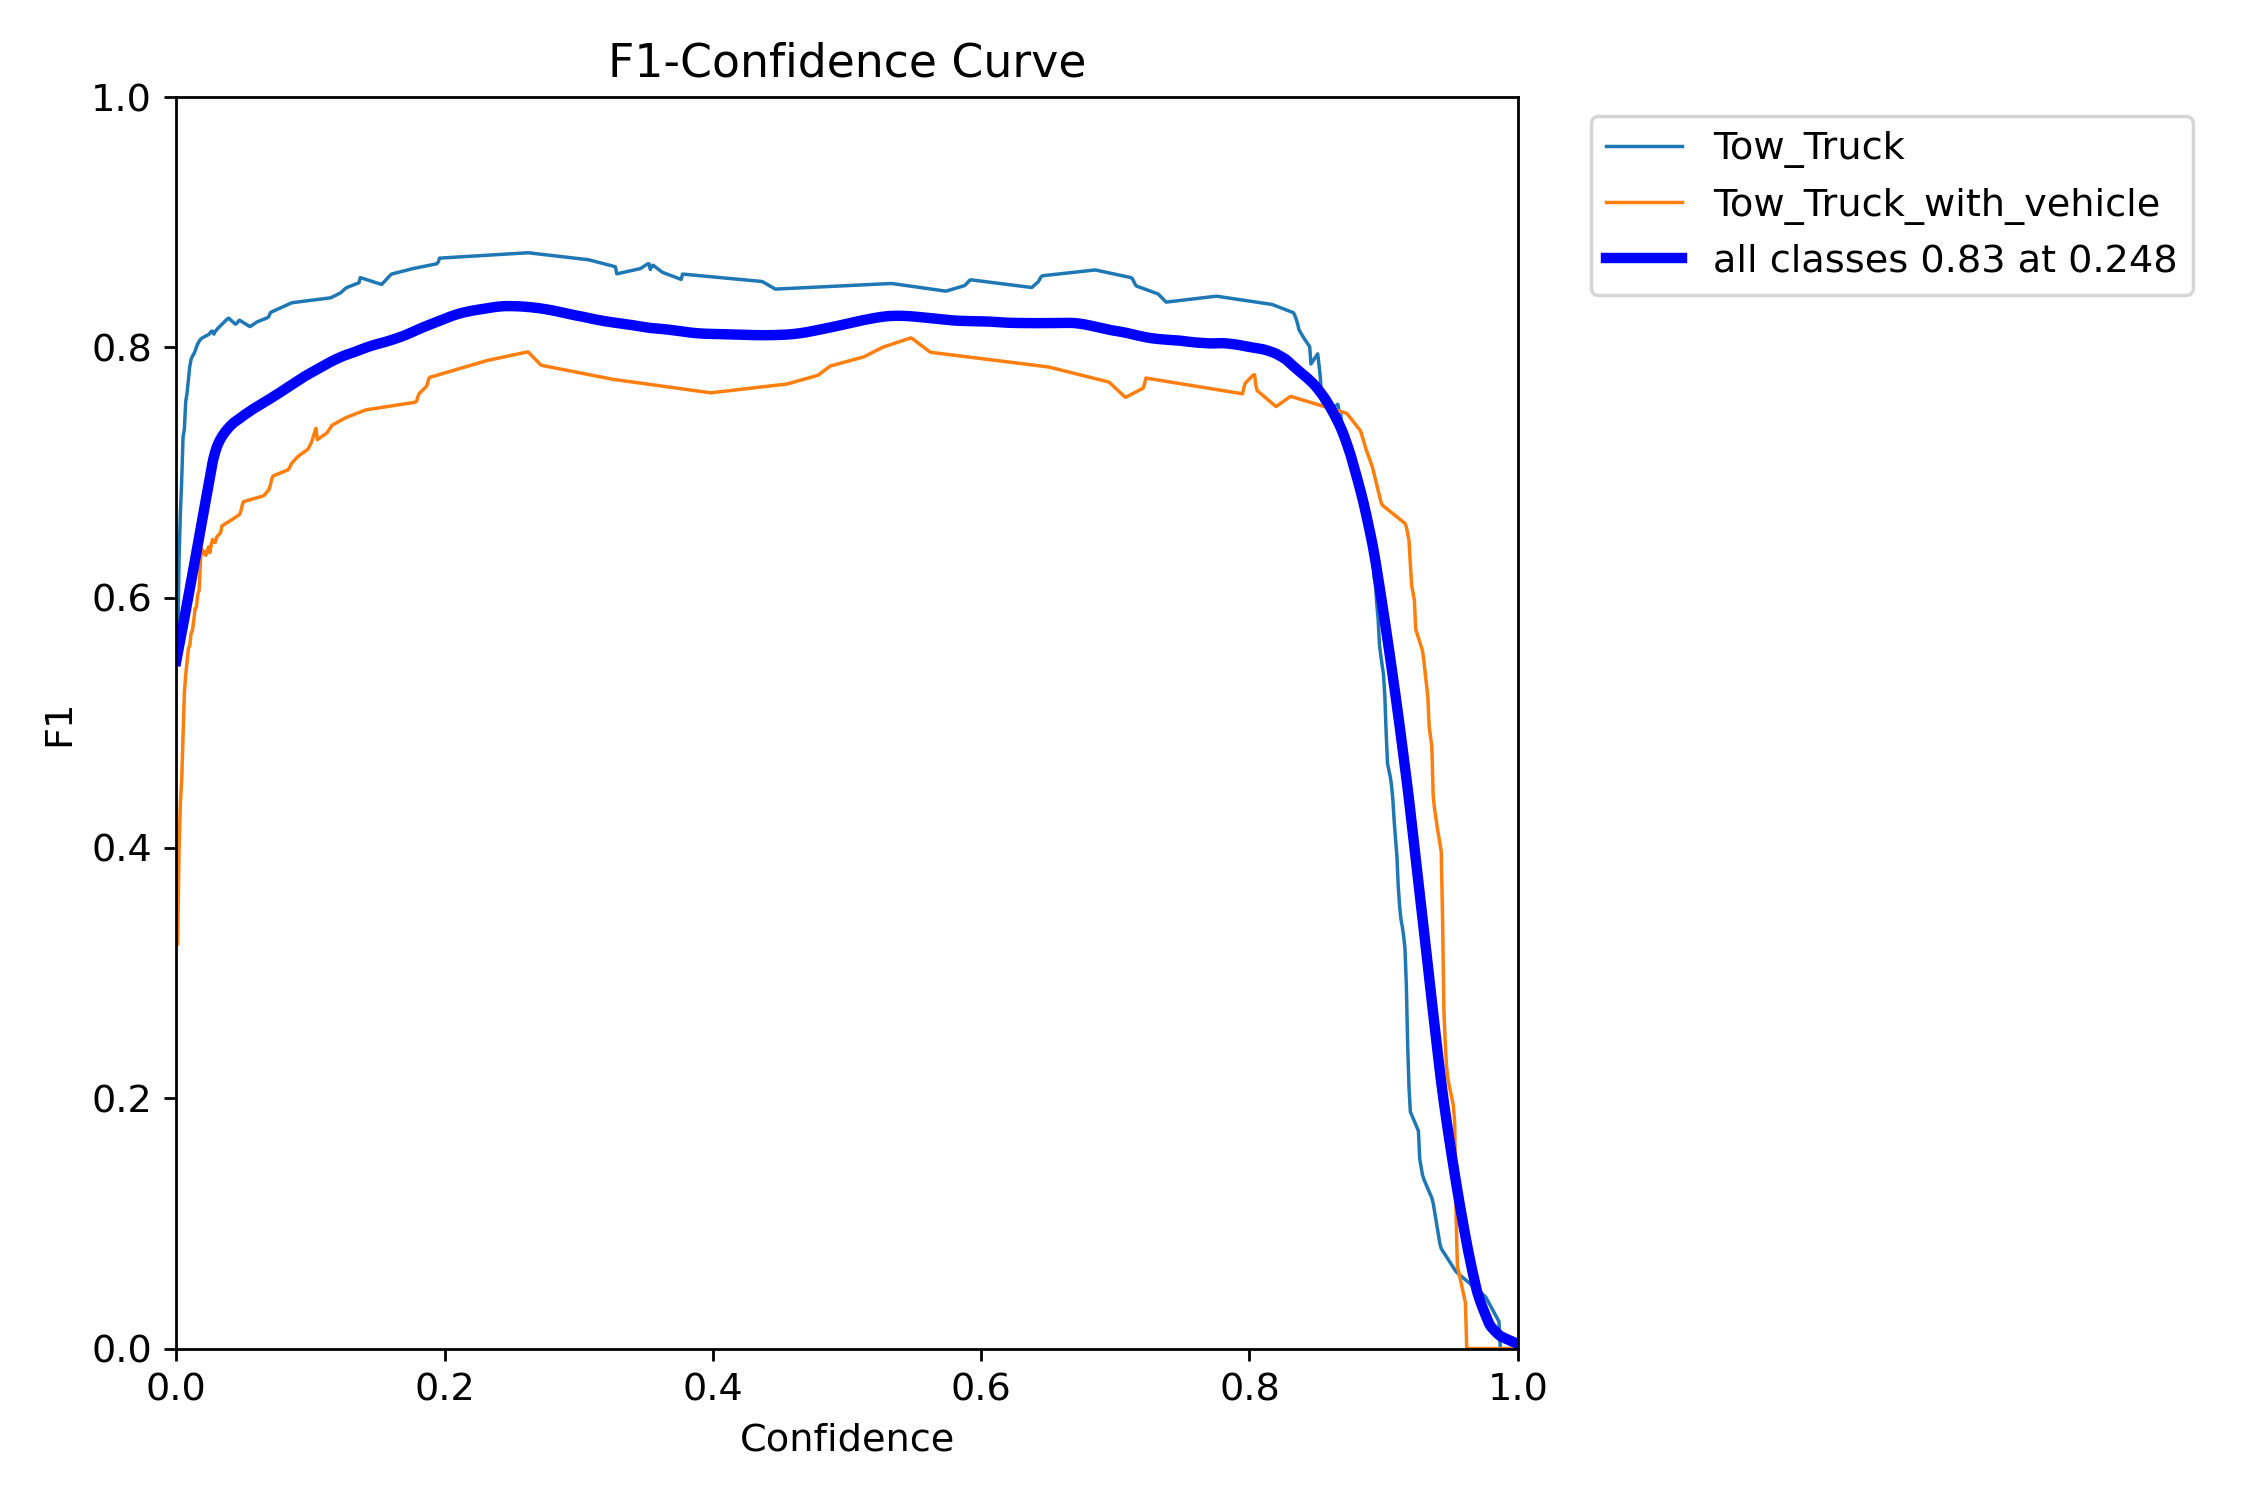 F1-Confidence Curve
1.0
0.8
0.6
0.4
0.2
0.0
F1
0.0 0.2 0.4 0.6 0.8 1.0
Confidence
Tow_Truck
Tow_Truck_with_vehicle
all classes 0.83 at 0.248